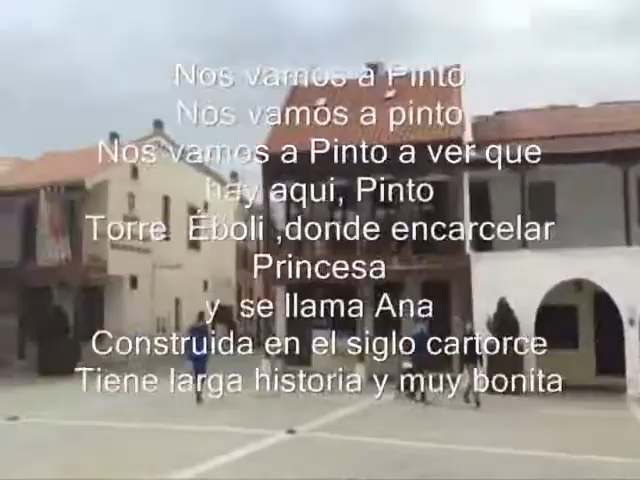 Nos vamos a Pinto
Nos vamos a pinto
Nos vamos a Pinto a ver que
hay aqui, Pinto
Torre Éboli ,donde encarcelar
Princesa
y se llama Ana
Construida en el siglo cartorce
Tiene larga historia y muy bonita